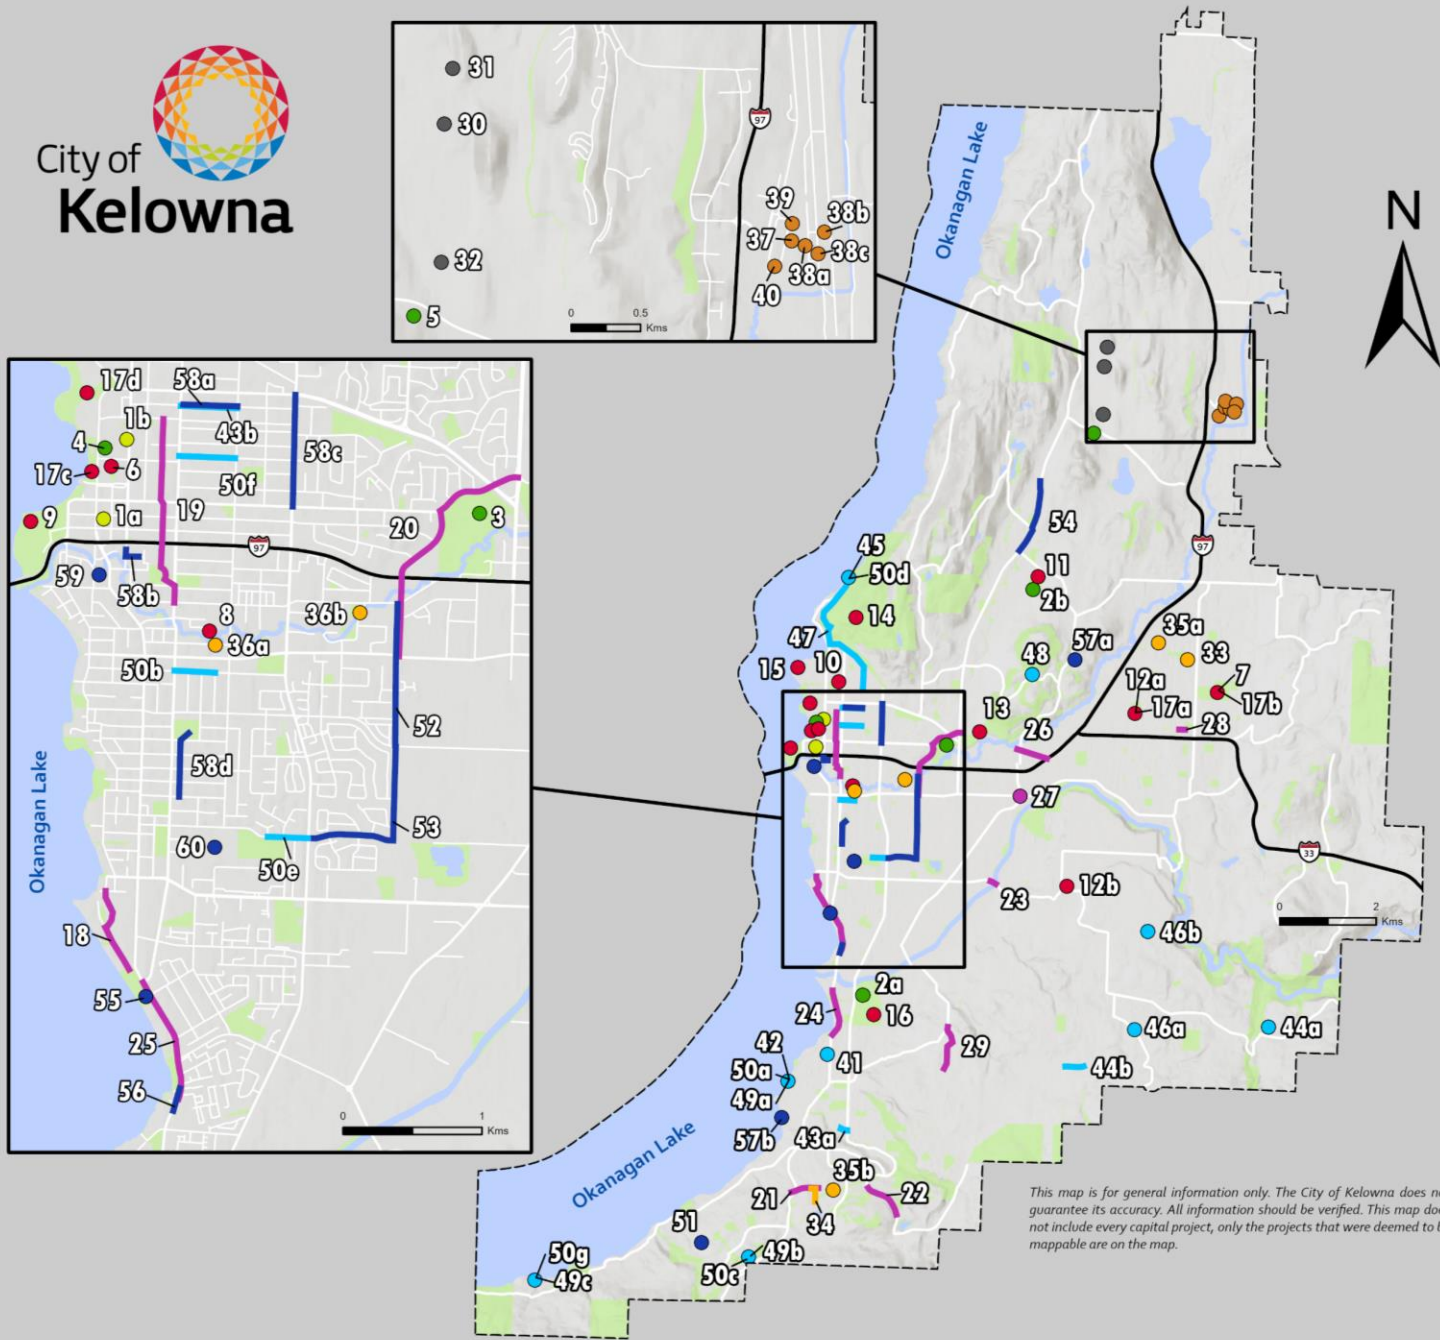 City of
Kelowna
31
30
97
39
38b
37
38c
38a
32
40
5
0
0.5
Kms
Okanagan Lake
N
17d
58a
1b
43b
4
58c
17c
6
50f
19
9
1a
20
3
97
59
58b
8
36b
36a
50b
52
58d
Okanagan Lake
53
60
50e
18
55
25
56
0
1
Kms
54
97
45
50d
11
2b
14
35a
47
33
10
48
57a
15
7
12a
17a
17b
13
26
28
27
33
23
12b
0
2
Kms
46b
2a
24
16
46a
44a
42
41
29
50a
44b
49a
57b
43a
Okanagan Lake
35b
21
22
34
51
49b
50g
50c
49c
This map is for general information only. The City of Kelowna does
guarantee its accuracy. All information should be verified. This map
not include every capital project, only the projects that were deemed to
mappable are on the map.